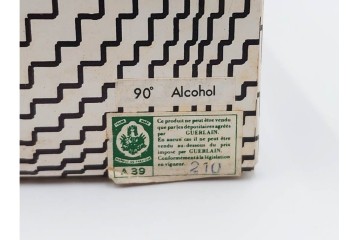 90° Alcohol
Ce produit ne peut être vendu
que par les dépositaires agréés
par GUERLAIN.
En aucun cas il ne peut être
vendu au-dessous du prix
imposé par GUERLAIN.
Conformément à la législation
en vigueur.
A 39
210